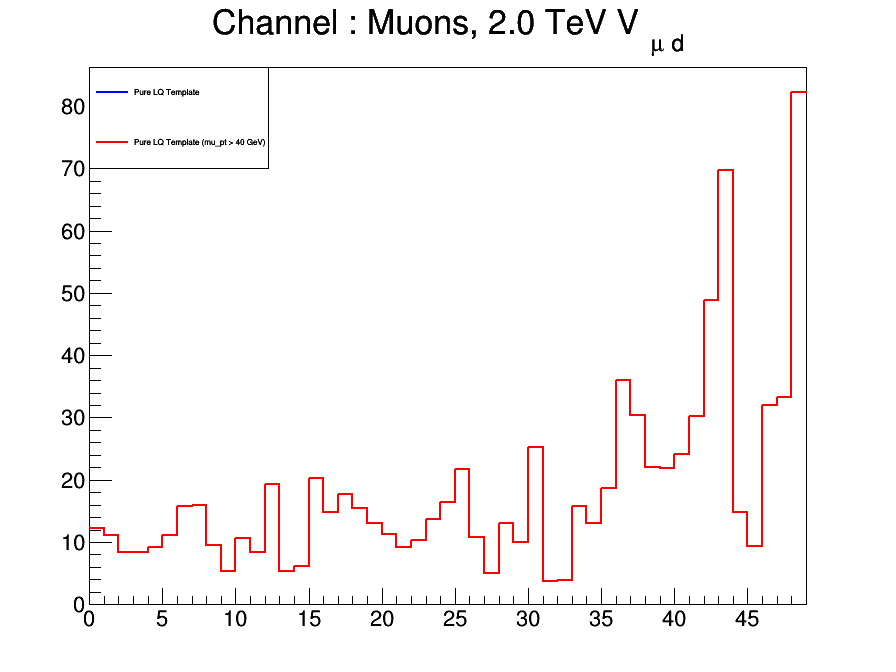 Channel : Muons, 2.0 TeV V μ d
Pure LQ Template
Pure LQ Template (mu_pt > 40 GeV)
80
70
60
50
40
30
20
10
0
0 5 10 15 20 25 30 35 40 45